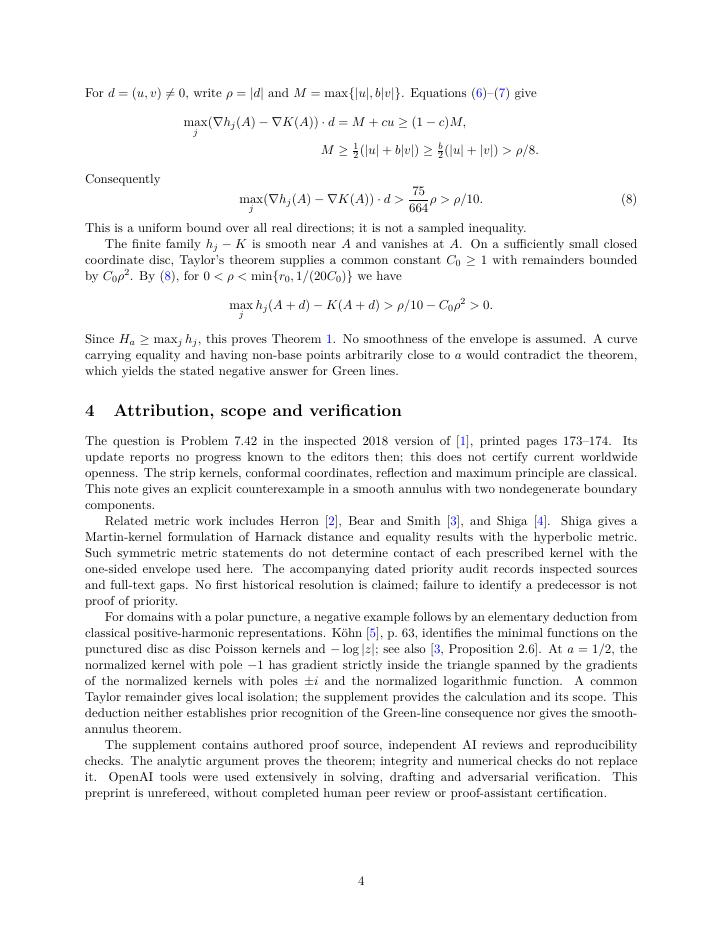 For d = (u, v) ≠ 0, write ρ = |d| and M = max{|u|, b|v|}. Equations (6)–(7) give
max_j (∇h_j(A) − ∇K(A)) · d = M + cu ≥ (1 − c)M,
M ≥ ½(|u| + b|v|) ≥ b/2(|u| + |v|) > ρ/8.
Consequently
max_j (∇h_j(A) − ∇K(A)) · d > 75/664 ρ > ρ/10. (8)
This is a uniform bound over all real directions; it is not a sampled inequality.
The finite family h_j − K is smooth near A and vanishes at A. On a sufficiently small closed
coordinate disc, Taylor's theorem supplies a common constant C₀ ≥ 1 with remainders bounded
by C₀ρ². By (8), for 0 < ρ < min{r₀, 1/(20C₀)} we have
max_j h_j(A + d) − K(A + d) > ρ/10 − C₀ρ² > 0.
Since H_a ≥ max_j h_j, this proves Theorem 1. No smoothness of the envelope is assumed. A curve
carrying equality and having non-base points arbitrarily close to a would contradict the theorem,
which yields the stated negative answer for Green lines.
4 Attribution, scope and verification
The question is Problem 7.42 in the inspected 2018 version of [1], printed pages 173–174. Its
update reports no progress known to the editors then; this does not certify current worldwide
openness. The strip kernels, conformal coordinates, reflection and maximum principle are classical.
This note gives an explicit counterexample in a smooth annulus with two nondegenerate boundary
components.
Related metric work includes Herron [2], Bear and Smith [3], and Shiga [4]. Shiga gives a
Martin-kernel formulation of Harnack distance and equality results with the hyperbolic metric.
Such symmetric metric statements do not determine contact of each prescribed kernel with the
one-sided envelope used here. The accompanying dated priority audit records inspected sources
and full-text gaps. No first historical resolution is claimed; failure to identify a predecessor is not
proof of priority.
For domains with a polar puncture, a negative example follows by an elementary deduction from
classical positive-harmonic representations. Köhn [5], p. 63, identifies the minimal functions on the
punctured disc as disc Poisson kernels and − log |z|; see also [3, Proposition 2.6]. At a = 1/2, the
normalized kernel with pole −1 has gradient strictly inside the triangle spanned by the gradients
of the normalized kernels with poles ±i and the normalized logarithmic function. A common
Taylor remainder gives local isolation; the supplement provides the calculation and its scope. This
deduction neither establishes prior recognition of the Green-line consequence nor gives the smooth-
annulus theorem.
The supplement contains authored proof source, independent AI reviews and reproducibility
checks. The analytic argument proves the theorem; integrity and numerical checks do not replace
it. OpenAI tools were used extensively in solving, drafting and adversarial verification. This
preprint is unrefereed, without completed human peer review or proof-assistant certification.
4